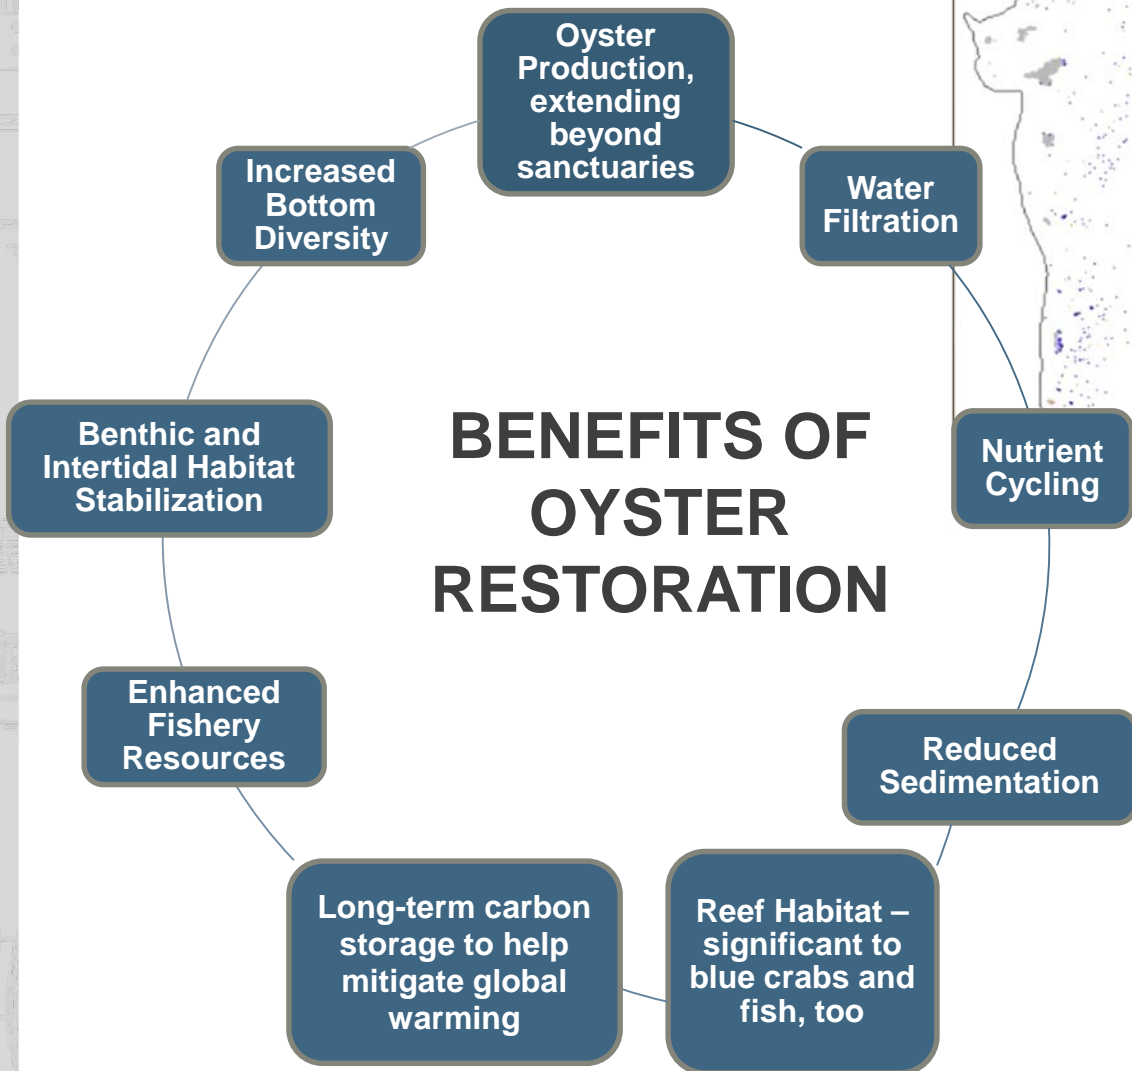 Oyster
Production,
extending
beyond
sanctuaries
Water
Filtration
Nutrient
Cycling
Reduced
Sedimentation
Reef Habitat –
significant to
blue crabs and
fish, too
Long-term carbon
storage to help
mitigate global
warming
Enhanced
Fishery
Resources
Benthic and
Intertidal Habitat
Stabilization
Increased
Bottom
Diversity
BENEFITS OF
OYSTER
RESTORATION